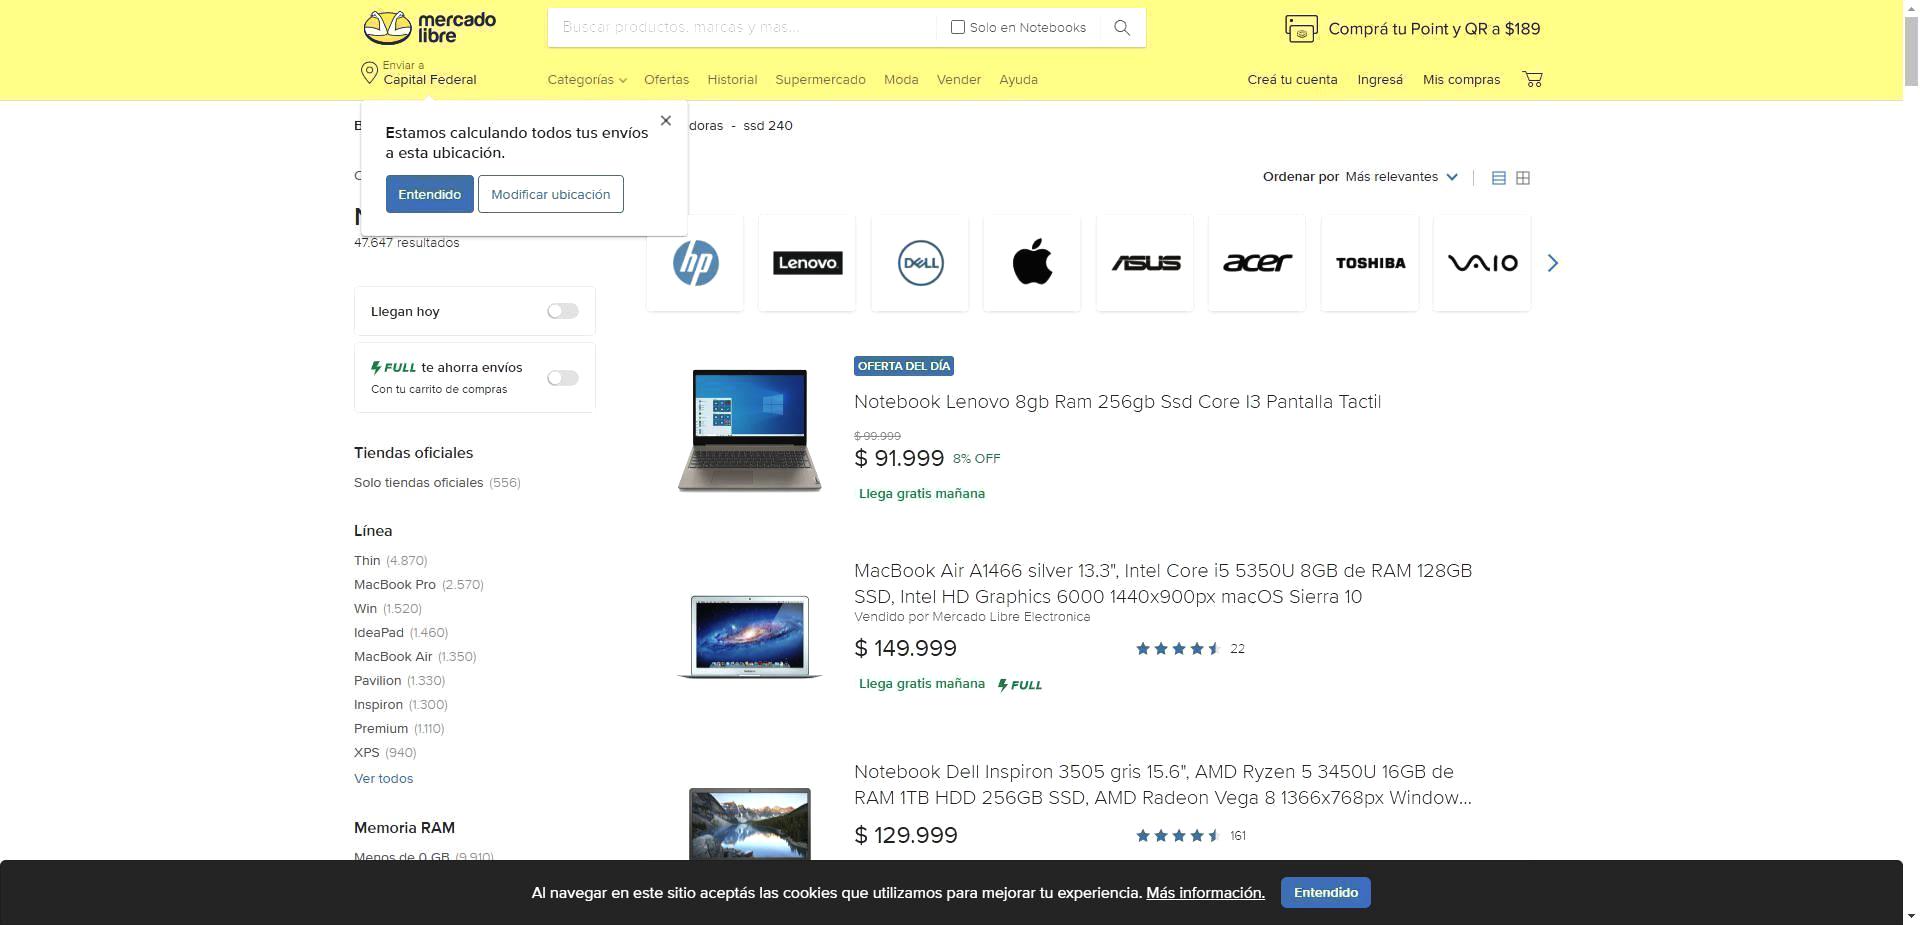 mercado
libre
Buscar productos, marcas y más...
Solo en Notebooks
Comprá tu Point y QR a $189
Enviar a
Capital Federal
Categorías
Ofertas
Historial
Supermercado
Moda
Vender
Ayuda
Creá tu cuenta
Ingresá
Mis compras
Estamos calculando todos tus envíos
a esta ubicación.
Entendido
Modificar ubicación
doras - ssd 240
Ordenar por Más relevantes
47.647 resultados
hp
Lenovo
DELL
ASUS
acer
TOSHIBA
VAIO
Llegan hoy
FULL te ahorra envíos
Con tu carrito de compras
Tiendas oficiales
Solo tiendas oficiales (556)
Línea
Thin (4.870)
MacBook Pro (2.570)
Win (1.520)
IdeaPad (1.460)
MacBook Air (1.350)
Pavilion (1.330)
Inspiron (1.300)
Premium (1.110)
XPS (940)
Ver todos
Memoria RAM
Menos de 0 GB (9.910)
OFERTA DEL DÍA
Notebook Lenovo 8gb Ram 256gb Ssd Core I3 Pantalla Tactil
$ 99.999
$ 91.999 8% OFF
Llega gratis mañana
MacBook Air A1466 silver 13.3", Intel Core i5 5350U 8GB de RAM 128GB
SSD, Intel HD Graphics 6000 1440x900px macOS Sierra 10
Vendido por Mercado Libre Electronica
$ 149.999
22
Llega gratis mañana FULL
Notebook Dell Inspiron 3505 gris 15.6", AMD Ryzen 5 3450U 16GB de
RAM 1TB HDD 256GB SSD, AMD Radeon Vega 8 1366x768px Window...
$ 129.999
161
Al navegar en este sitio aceptás las cookies que utilizamos para mejorar tu experiencia. Más información.
Entendido